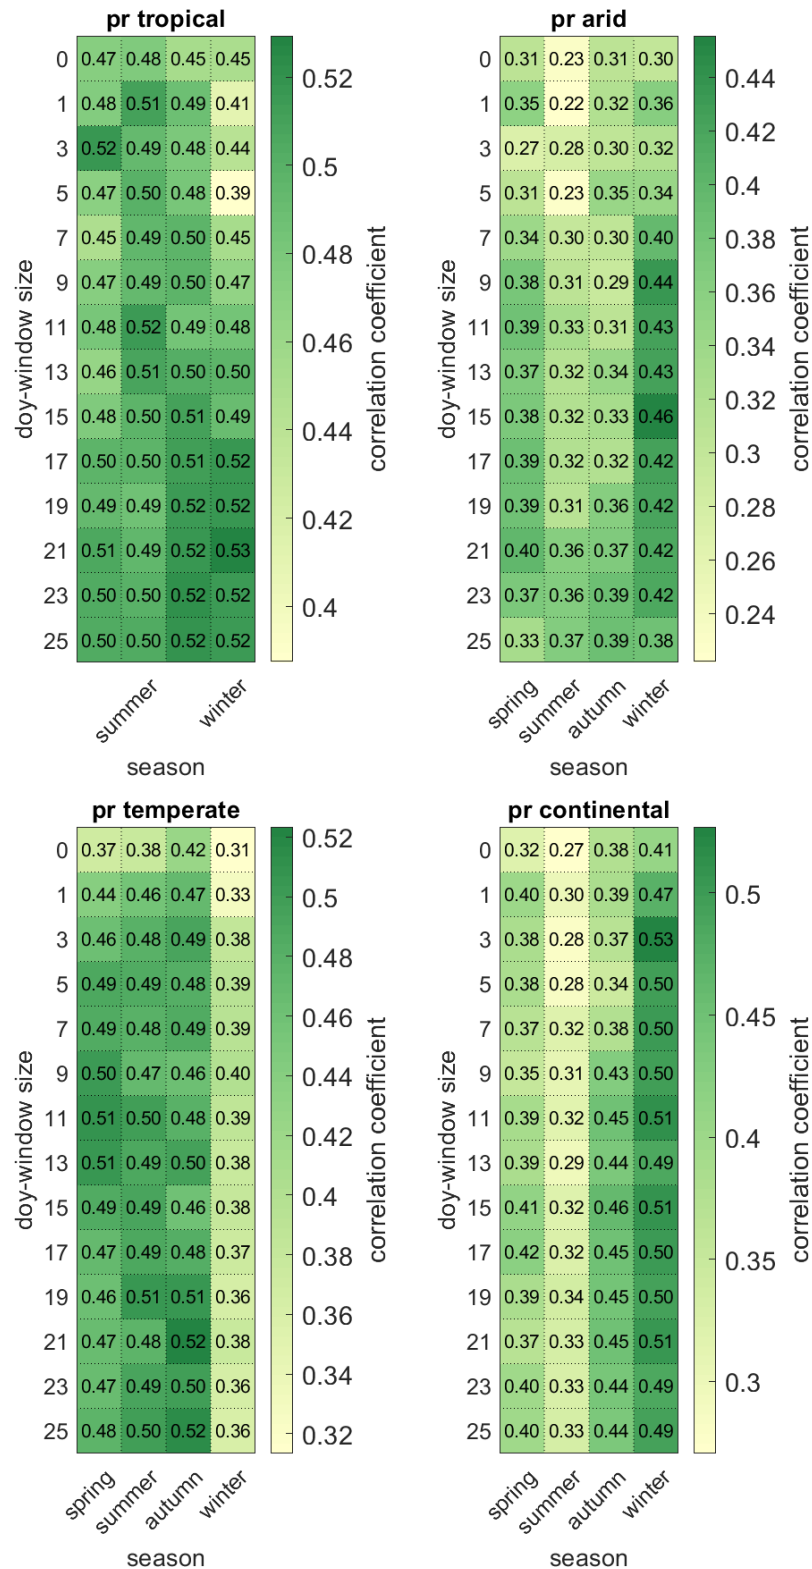 pr tropical
0 0.47 0.48 0.45 0.45
1 0.48 0.51 0.49 0.41
3 0.52 0.49 0.48 0.44
5 0.47 0.50 0.48 0.39
7 0.45 0.49 0.50 0.45
9 0.47 0.49 0.50 0.47
11 0.48 0.52 0.49 0.48
13 0.46 0.51 0.50 0.50
15 0.48 0.50 0.51 0.49
17 0.50 0.50 0.51 0.52
19 0.49 0.49 0.52 0.52
21 0.51 0.49 0.52 0.53
23 0.50 0.50 0.52 0.52
25 0.50 0.50 0.52 0.52
doy-window size
summer winter
season
0.52
0.5
0.48
0.46
0.44
0.42
0.4
correlation coefficient
pr arid
0 0.31 0.23 0.31 0.30
1 0.35 0.22 0.32 0.36
3 0.27 0.28 0.30 0.32
5 0.31 0.23 0.35 0.34
7 0.34 0.30 0.30 0.40
9 0.38 0.31 0.29 0.44
11 0.39 0.33 0.31 0.43
13 0.37 0.32 0.34 0.43
15 0.38 0.32 0.33 0.46
17 0.39 0.32 0.32 0.42
19 0.39 0.31 0.36 0.42
21 0.40 0.36 0.37 0.42
23 0.37 0.36 0.39 0.42
25 0.33 0.37 0.39 0.38
doy-window size
spring summer autumn winter
season
0.44
0.42
0.4
0.38
0.36
0.34
0.32
0.3
0.28
0.26
0.24
correlation coefficient
pr temperate
0 0.37 0.38 0.42 0.31
1 0.44 0.46 0.47 0.33
3 0.46 0.48 0.49 0.38
5 0.49 0.49 0.48 0.39
7 0.49 0.48 0.49 0.39
9 0.50 0.47 0.46 0.40
11 0.51 0.50 0.48 0.39
13 0.51 0.49 0.50 0.38
15 0.49 0.49 0.46 0.38
17 0.47 0.49 0.48 0.37
19 0.46 0.51 0.51 0.36
21 0.47 0.48 0.52 0.38
23 0.47 0.49 0.50 0.36
25 0.48 0.50 0.52 0.36
doy-window size
spring summer autumn winter
season
0.52
0.5
0.48
0.46
0.44
0.42
0.4
0.38
0.36
0.34
0.32
correlation coefficient
pr continental
0 0.32 0.27 0.38 0.41
1 0.40 0.30 0.39 0.47
3 0.38 0.28 0.37 0.53
5 0.38 0.28 0.34 0.50
7 0.37 0.32 0.38 0.50
9 0.35 0.31 0.43 0.50
11 0.39 0.32 0.45 0.51
13 0.39 0.29 0.44 0.49
15 0.41 0.32 0.46 0.51
17 0.42 0.32 0.45 0.50
19 0.39 0.34 0.45 0.50
21 0.37 0.33 0.45 0.51
23 0.40 0.33 0.44 0.49
25 0.40 0.33 0.44 0.49
doy-window size
spring summer autumn winter
season
0.5
0.45
0.4
0.35
0.3
correlation coefficient